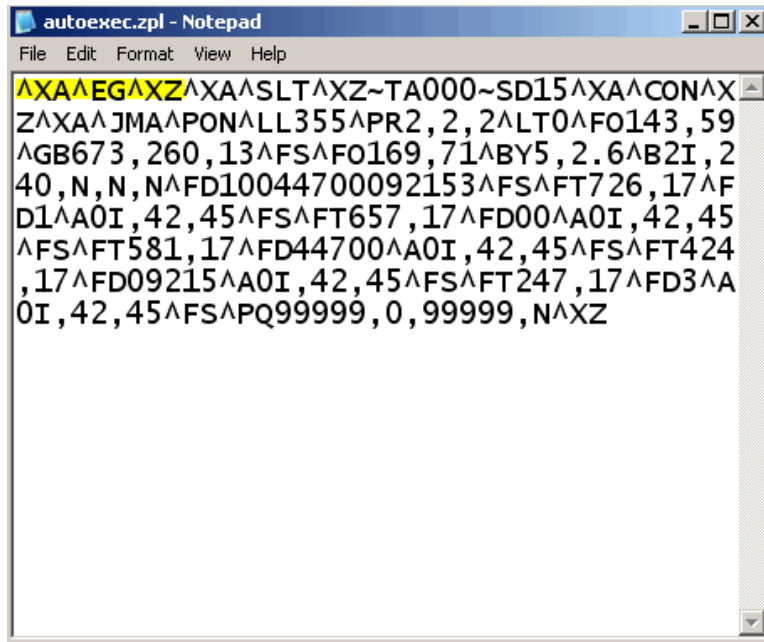 autoexec.zpl - Notepad
File Edit Format View Help
^XA^EG^XZ^XA^SLT^XZ~TA000~SD15^XA^CON^X
Z^XA^JMA^PON^LL355^PR2,2,2^LT0^FO143,59
^GB673,260,13^FS^FO169,71^BY5,2.6^B2I,2
40,N,N,N^FD10044700092153^FS^FT726,17^F
D1^A0I,42,45^FS^FT657,17^FD00^A0I,42,45
^FS^FT581,17^FD44700^A0I,42,45^FS^FT424
,17^FD09215^A0I,42,45^FS^FT247,17^FD3^A
0I,42,45^FS^PQ99999,0,99999,N^XZ